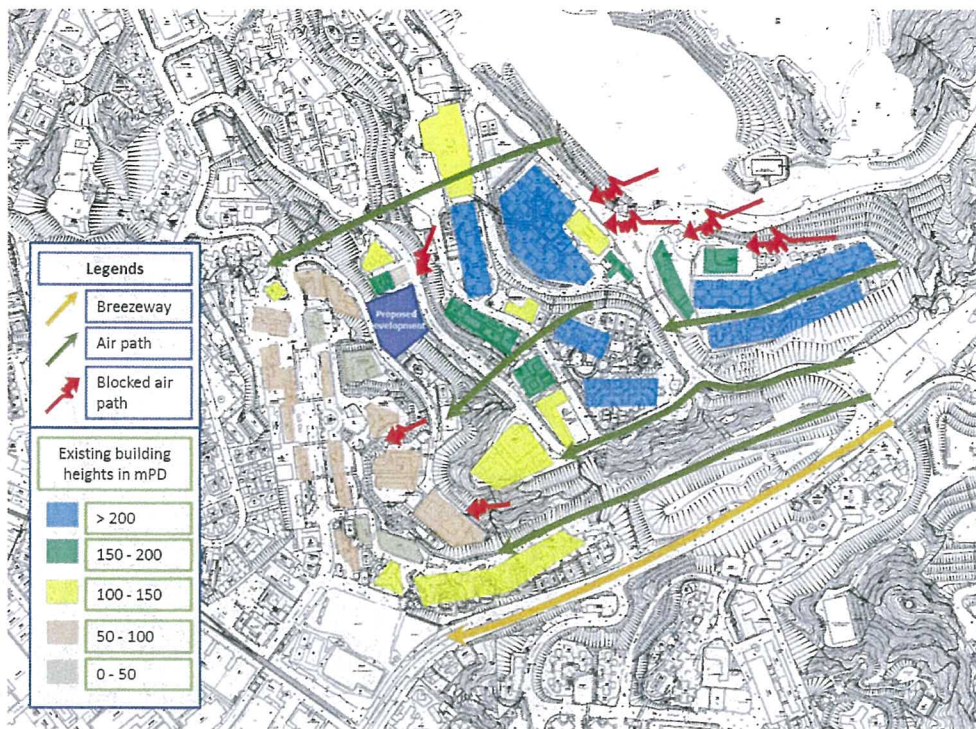 Proposed
Development
Legends
Breezeway
Air path
Blocked air
path
Existing building
heights in mPD
> 200
150 - 200
100 - 150
50 - 100
0 - 50